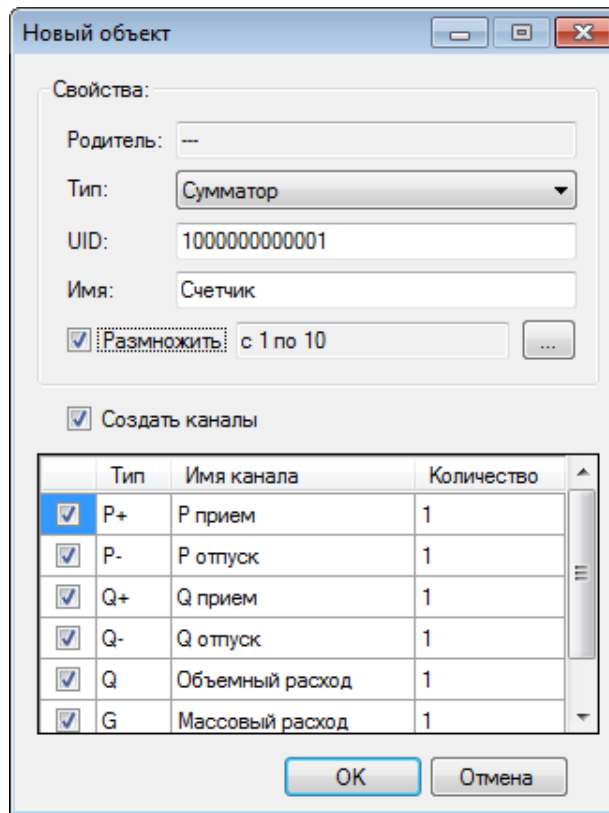 Новый объект
Свойства:
Родитель: ---
Тип: Сумматор
UID: 1000000000001
Имя: Счетчик
Размножить с 1 по 10 ...
Создать каналы
Тип Имя канала Количество
P+ P прием 1
P- P отпуск 1
Q+ Q прием 1
Q- Q отпуск 1
Q Объемный расход 1
G Массовый расход 1
OK Отмена